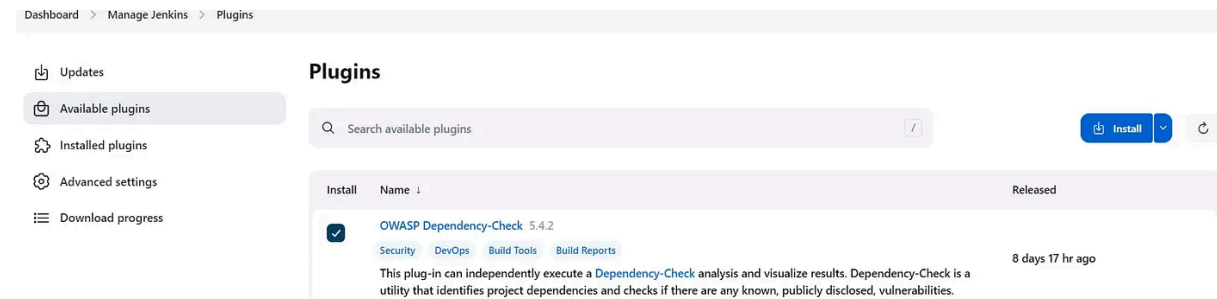 Dashboard > Manage Jenkins > Plugins
Updates
Available plugins
Installed plugins
Advanced settings
Download progress
Plugins
Search available plugins /
Install
Install Name ↓ Released
OWASP Dependency-Check 5.4.2
Security DevOps Build Tools Build Reports
8 days 17 hr ago
This plug-in can independently execute a Dependency-Check analysis and visualize results. Dependency-Check is a
utility that identifies project dependencies and checks if there are any known, publicly disclosed, vulnerabilities.